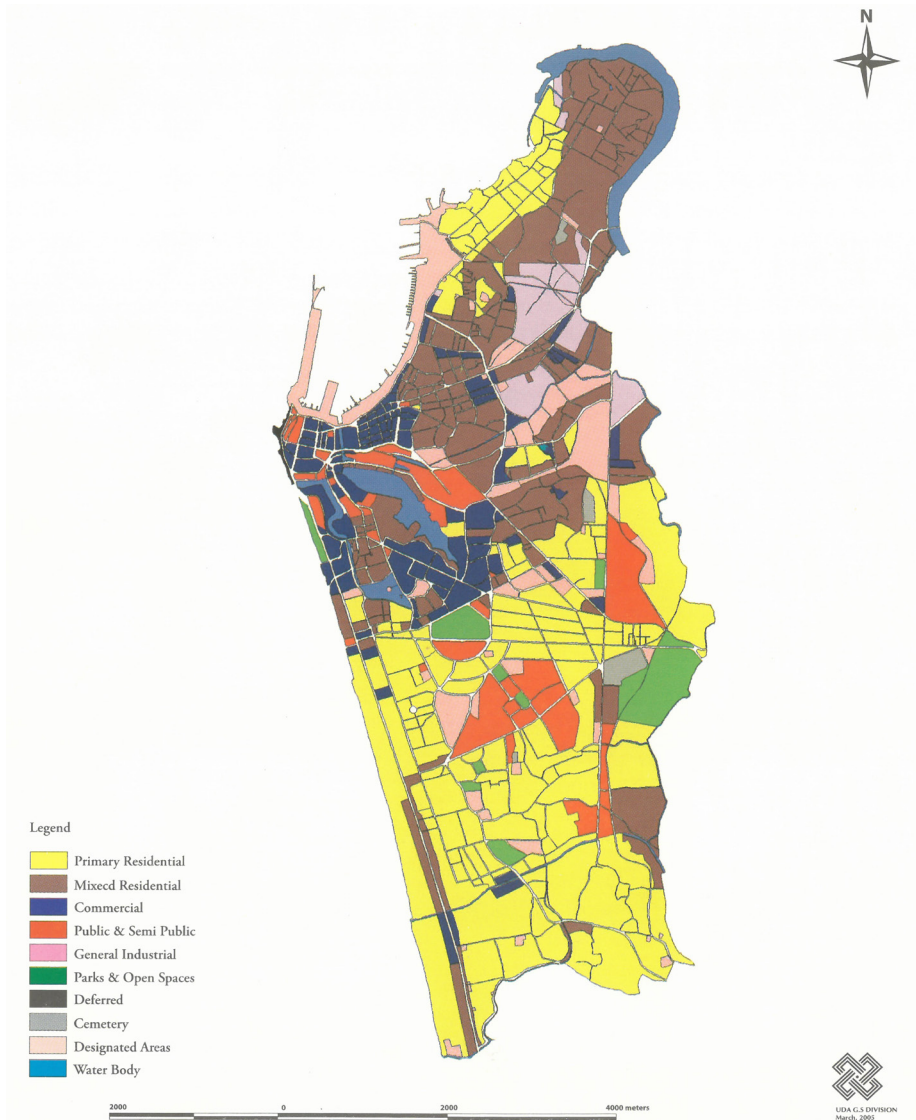 N
Legend
Primary Residential
Mixecd Residential
Commercial
Public & Semi Public
General Industrial
Parks & Open Spaces
Deferred
Cemetery
Designated Areas
Water Body
2000 0 2000 4000 meters
UDA G.S DIVISION
March, 2005